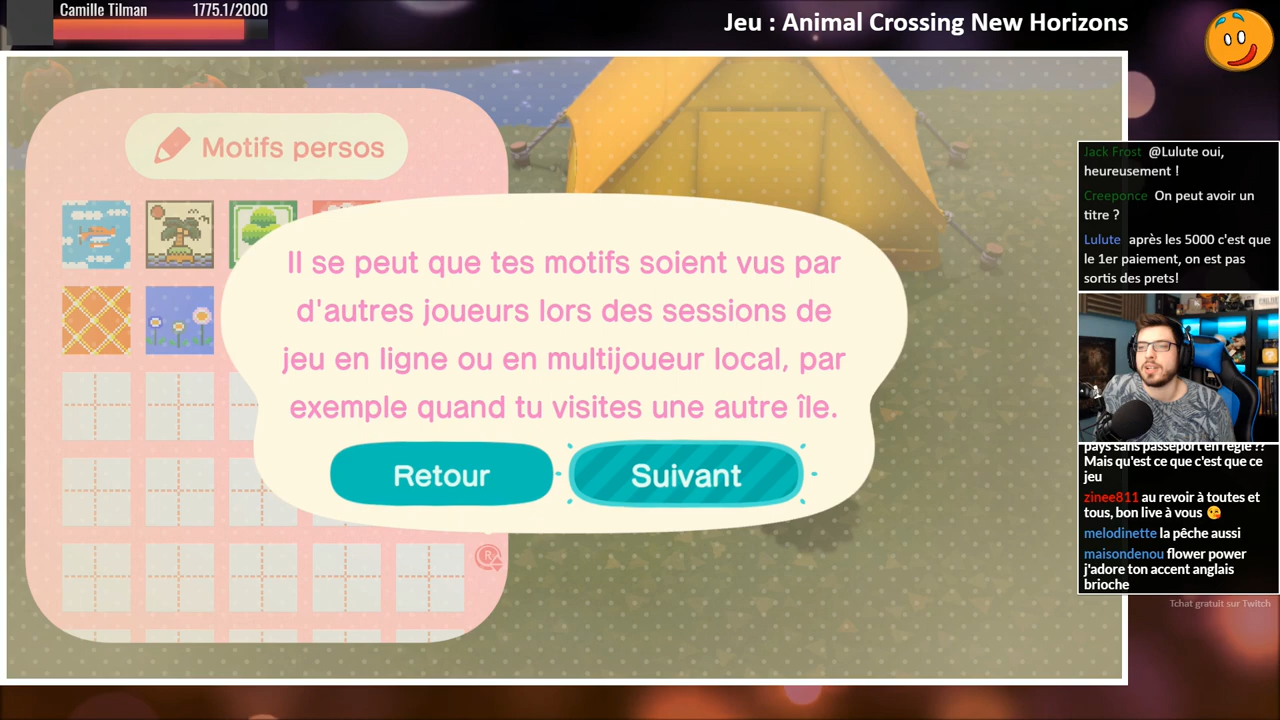 Camille Tilman 1775.1/2000
Jeu : Animal Crossing New Horizons
Motifs persos
Il se peut que tes motifs soient vus par
d'autres joueurs lors des sessions de
jeu en ligne ou en multijoueur local, par
exemple quand tu visites une autre île.
Retour
Suivant
R
Jack Frost @Lulute oui,
heureusement !
Creeponce On peut avoir un
titre ?
Lulute après les 5000 c'est que
le 1er paiement, on est pas
sortis des prets!
pays sans passeport en règle ??
Mais qu'est ce que c'est que ce
jeu
zinee811 au revoir à toutes et
tous, bon live à vous 😘
melodinette la pêche aussi
maisondenou flower power
j'adore ton accent anglais
brioche
Tchat gratuit sur Twitch